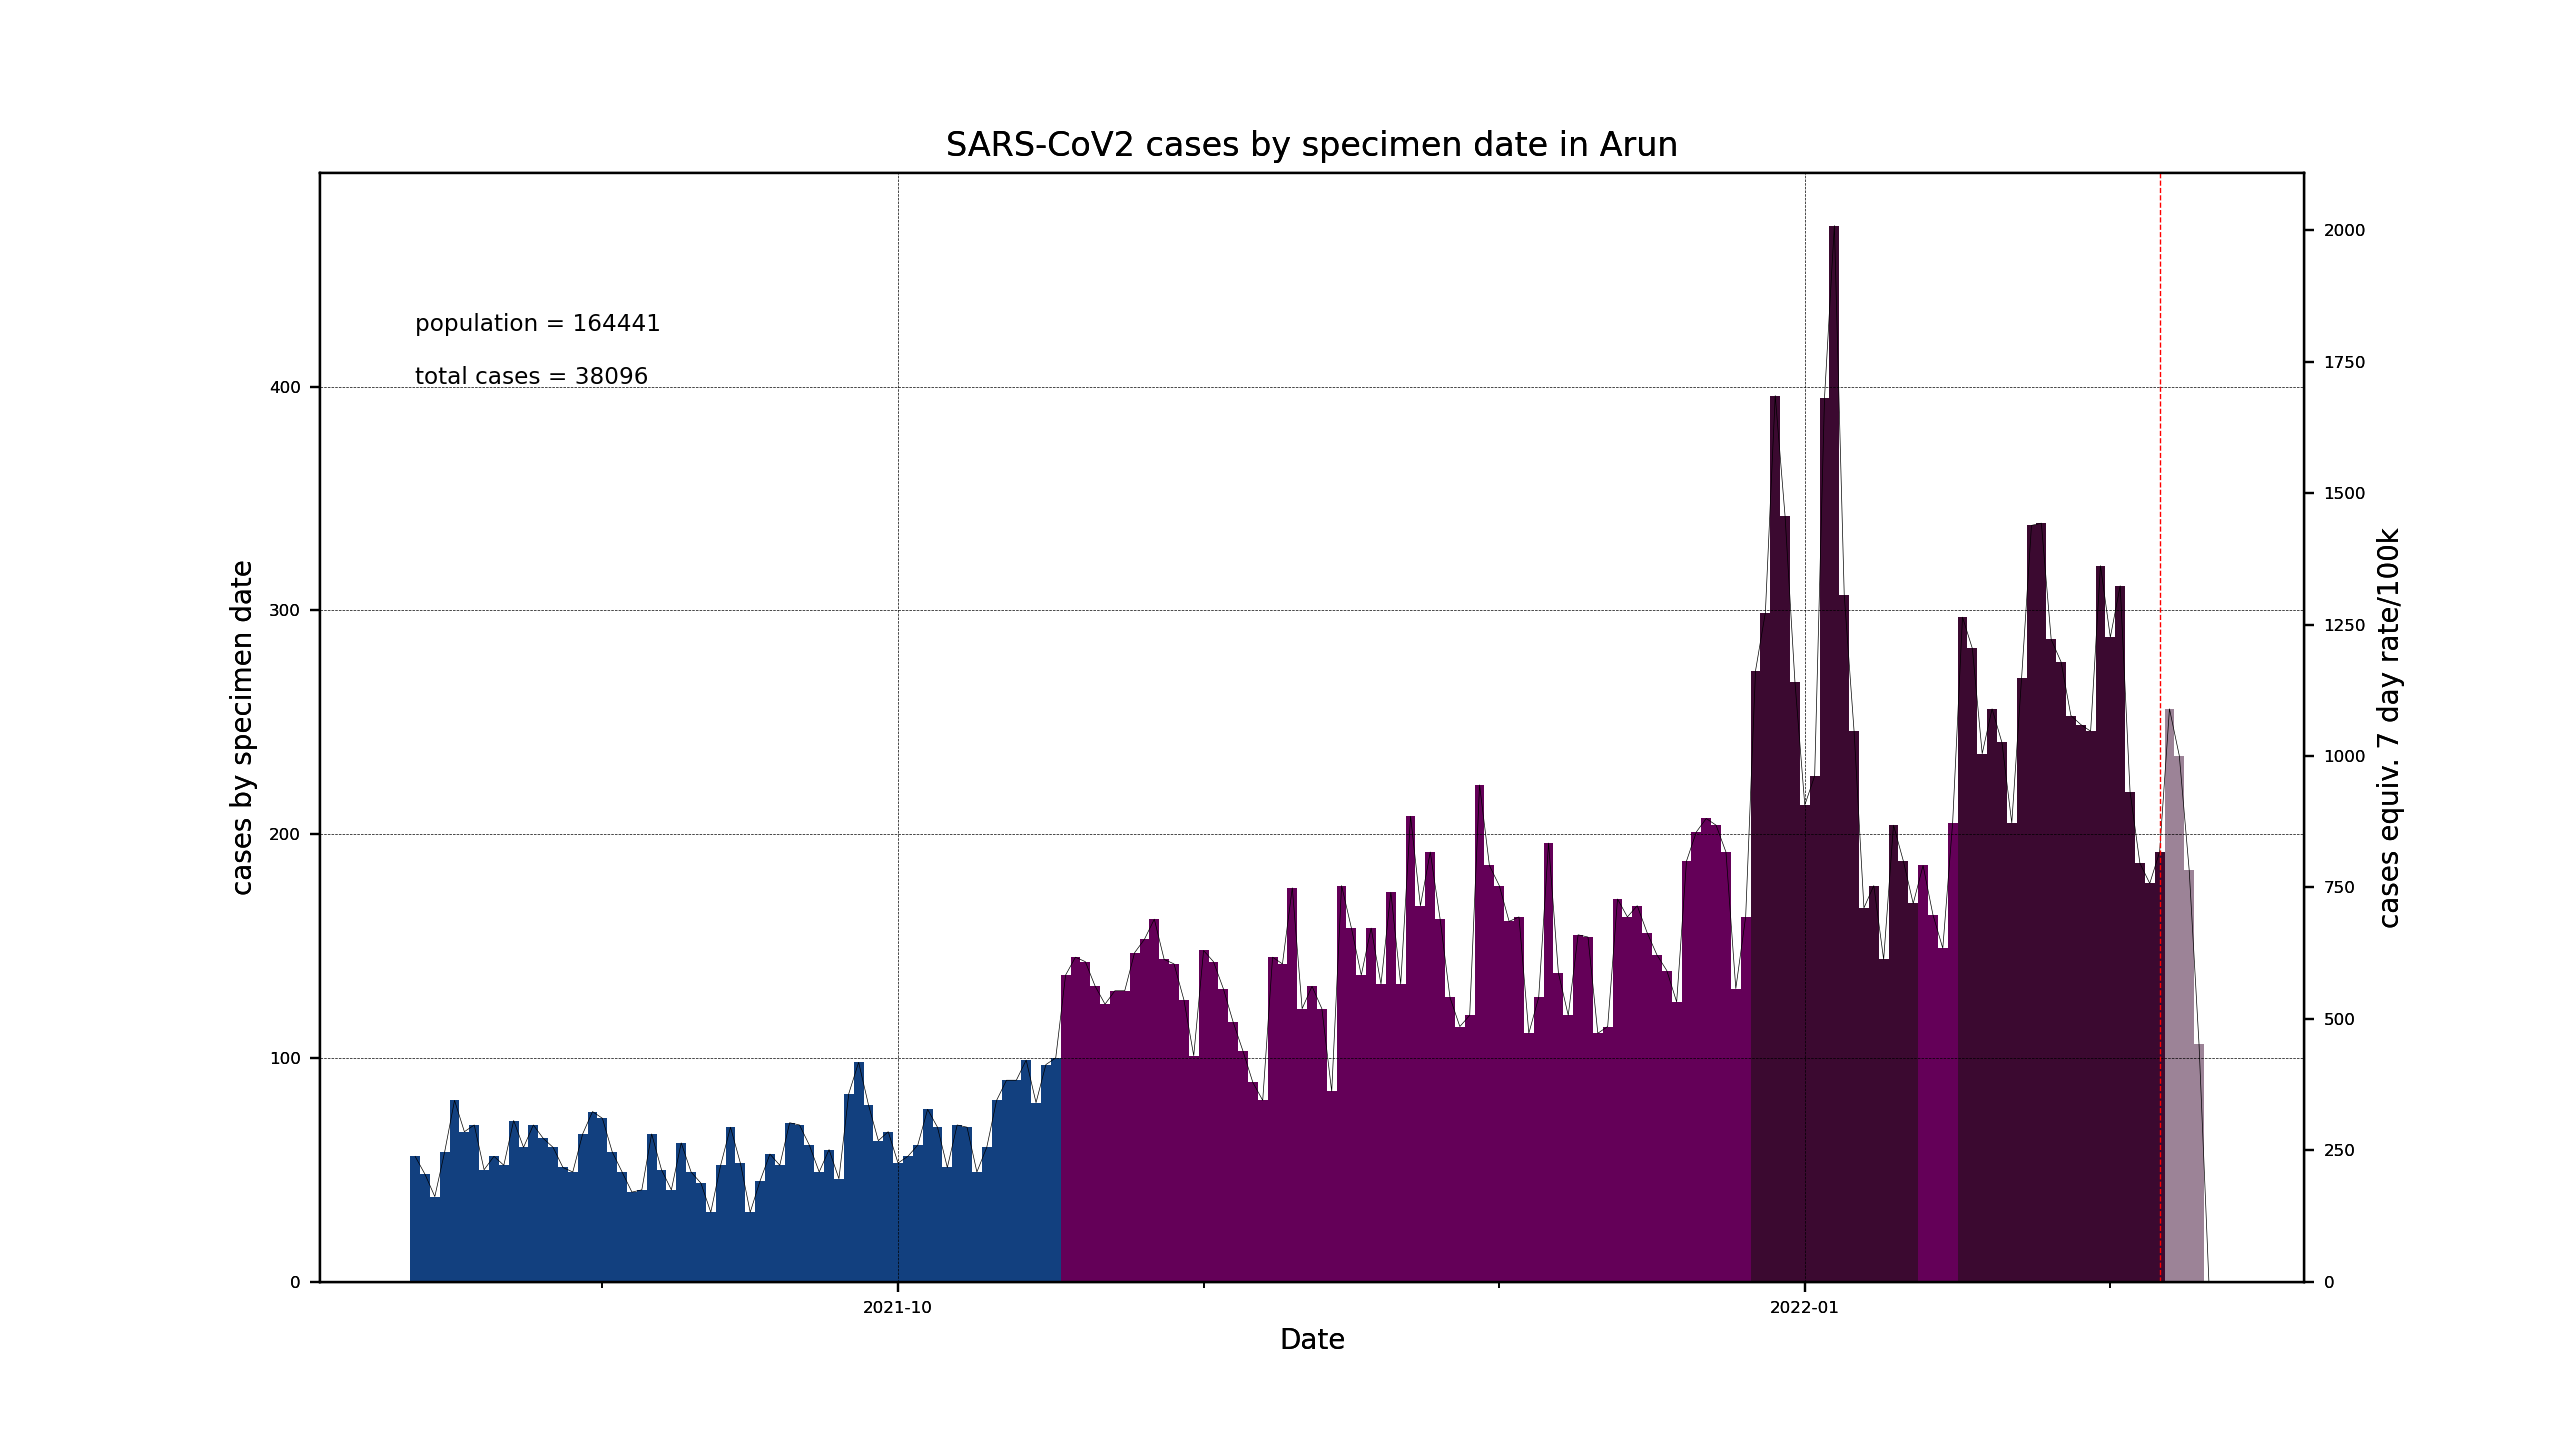 SARS-CoV2 cases by specimen date in Arun
population = 164441
total cases = 38096
cases by specimen date
400
300
200
100
0
2021-10
2022-01
Date
2000
1750
1500
1250
1000
750
500
250
0
cases equiv. 7 day rate/100k